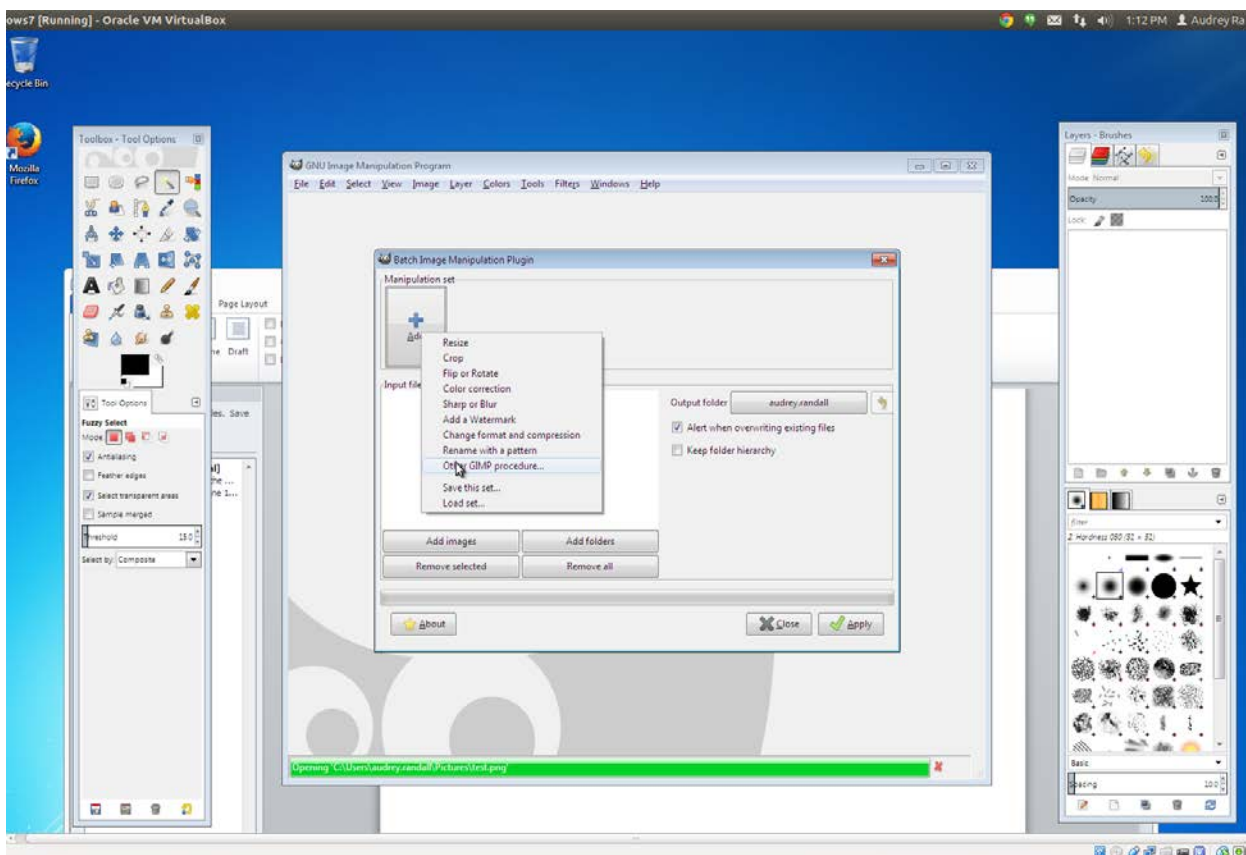 ows7 [Running] - Oracle VM VirtualBox
1:12 PM Audrey Ra
ecycle Bin
Mozilla
Firefox
Toolbox - Tool Options
Tool Options
Fuzzy Select
Mode:
Antialiasing
Feather edges
Select transparent areas
Sample merged
Threshold 15.0
Select by: Composite
Page Layout
Draft
les. Save
GNU Image Manipulation Program
File Edit Select View Image Layer Colors Tools Filters Windows Help
Batch Image Manipulation Plugin
Manipulation set
Resize
Crop
Flip or Rotate
Color correction
Sharp or Blur
Add a Watermark
Change format and compression
Rename with a pattern
Other GIMP procedure...
Save this set...
Load set...
Input file
Output folder audrey.randall
Alert when overwriting existing files
Keep folder hierarchy
Add images Add folders
Remove selected Remove all
About Close Apply
Opening 'C:\Users\audrey.randall\Pictures\test.png'
Layers - Brushes
Mode: Normal
Opacity 100.0
Lock:
filter
2. Hardness 050 (51 × 51)
Basic
Spacing 10.0